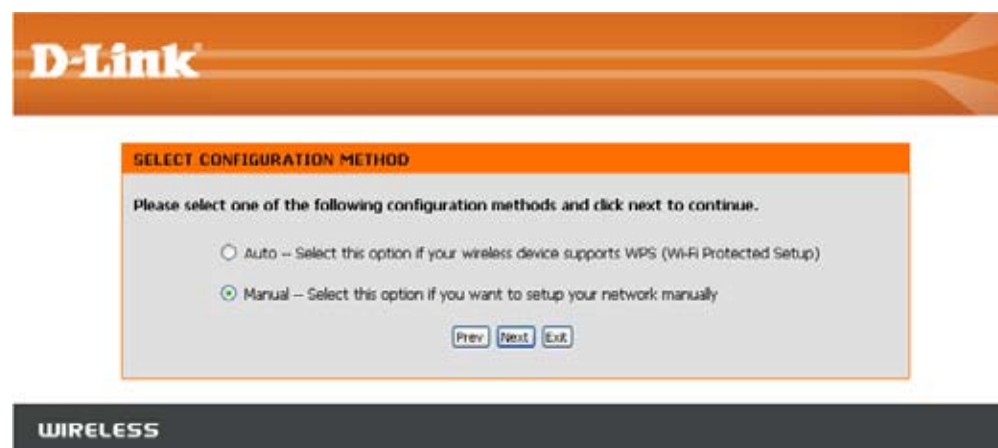 D-Link
SELECT CONFIGURATION METHOD
Please select one of the following configuration methods and click next to continue.
Auto -- Select this option if your wireless device supports WPS (Wi-Fi Protected Setup)
Manual -- Select this option if you want to setup your network manually
Prev Next Exit
WIRELESS